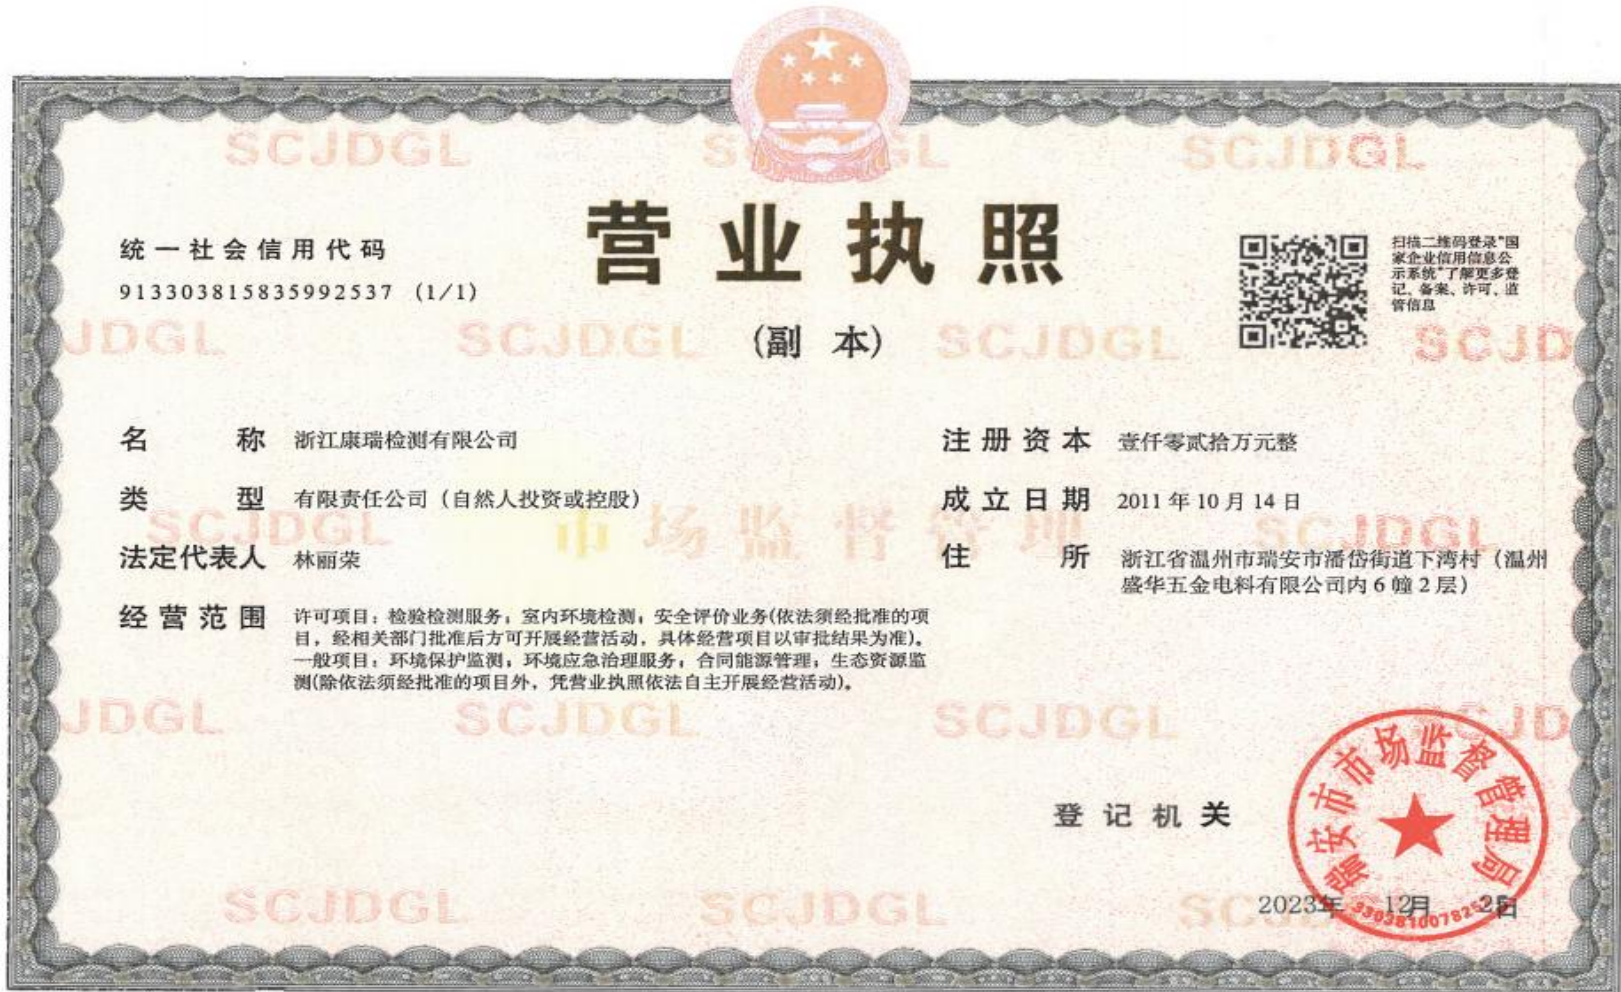 营业执照
(副 本)
统一社会信用代码
913303815835992537 (1/1)
扫描二维码登录"国
家企业信用信息公
示系统"了解更多登
记、备案、许可、监
管信息
名 称 浙江康瑞检测有限公司
类 型 有限责任公司（自然人投资或控股）
法定代表人 林丽荣
经营范围 许可项目：检验检测服务；室内环境检测；安全评价业务(依法须经批准的项
目，经相关部门批准后方可开展经营活动，具体经营项目以审批结果为准)。
一般项目：环境保护监测；环境应急治理服务；合同能源管理；生态资源监
测(除依法须经批准的项目外，凭营业执照依法自主开展经营活动)。
注册资本 壹仟零贰拾万元整
成立日期 2011年10月14日
住 所 浙江省温州市瑞安市潘岱街道下湾村（温州
盛华五金电料有限公司内6幢2层）
登记机关
瑞安市市场监督管理局
2023年 12月
SCJDGL
市场监督管理